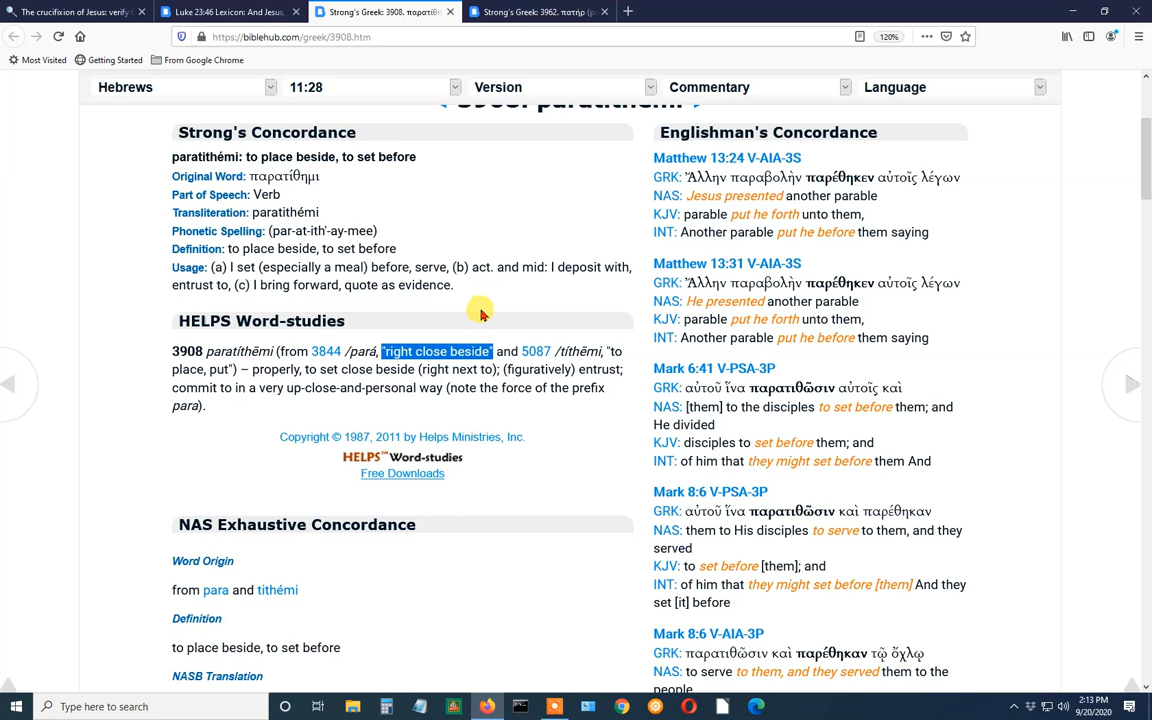 The crucifixion of Jesus: verify
Luke 23:46 Lexicon: And Jesus,
Strong's Greek: 3908. παρατίθη
Strong's Greek: 3962. πατήρ (p
https://biblehub.com/greek/3908.htm
120%
Most Visited
Getting Started
From Google Chrome
Hebrews
11:28
Version
Commentary
Language
3908. paratithémi
Strong's Concordance
paratithémi: to place beside, to set before
Original Word: παρατίθημι
Part of Speech: Verb
Transliteration: paratithémi
Phonetic Spelling: (par-at-ith'-ay-mee)
Definition: to place beside, to set before
Usage: (a) I set (especially a meal) before, serve, (b) act. and mid: I deposit with,
entrust to, (c) I bring forward, quote as evidence.
HELPS Word-studies
3908 paratíthēmi (from 3844 /pará, "right close beside" and 5087 /títhēmi, "to
place, put") – properly, to set close beside (right next to); (figuratively) entrust;
commit to in a very up-close-and-personal way (note the force of the prefix
para).
Copyright © 1987, 2011 by Helps Ministries, Inc.
HELPS™Word-studies
Free Downloads
NAS Exhaustive Concordance
Word Origin
from para and tithémi
Definition
to place beside, to set before
NASB Translation
Englishman's Concordance
Matthew 13:24 V-AIA-3S
GRK: Ἄλλην παραβολὴν παρέθηκεν αὐτοῖς λέγων
NAS: Jesus presented another parable
KJV: parable put he forth unto them,
INT: Another parable put he before them saying
Matthew 13:31 V-AIA-3S
GRK: Ἄλλην παραβολὴν παρέθηκεν αὐτοῖς λέγων
NAS: He presented another parable
KJV: parable put he forth unto them,
INT: Another parable put he before them saying
Mark 6:41 V-PSA-3P
GRK: αὐτοῦ ἵνα παρατιθῶσιν αὐτοῖς καὶ
NAS: [them] to the disciples to set before them; and
He divided
KJV: disciples to set before them; and
INT: of him that they might set before them And
Mark 8:6 V-PSA-3P
GRK: αὐτοῦ ἵνα παρατιθῶσιν καὶ παρέθηκαν
NAS: them to His disciples to serve to them, and they
served
KJV: to set before [them]; and
INT: of him that they might set before [them] And they
set [it] before
Mark 8:6 V-AIA-3P
GRK: παρατιθῶσιν καὶ παρέθηκαν τῷ ὄχλῳ
NAS: to serve to them, and they served them to the
people
Type here to search
2:13 PM
9/20/2020